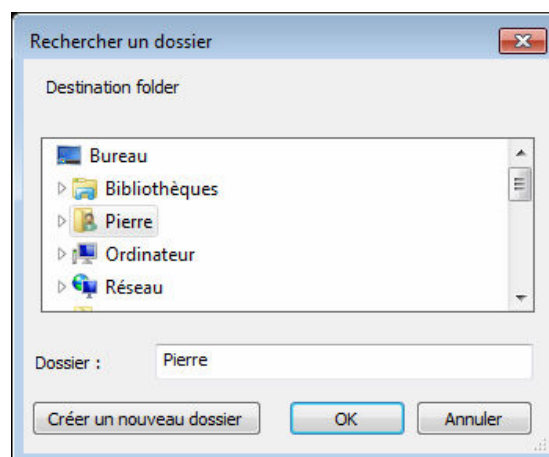 Rechercher un dossier
Destination folder
Bureau
Bibliothèques
Pierre
Ordinateur
Réseau
Dossier : Pierre
Créer un nouveau dossier OK Annuler